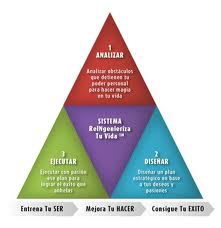 1
ANALIZAR
Analizar obstáculos
que detienen tu
poder personal
para hacer magia
en tu vida
SISTEMA
ReINgenieriza
Tu Vida ™
3
EJECUTAR
Ejecutar con pasión
ese plan para
lograr el éxito que
anhelas
2
DISEÑAR
Diseñar un plan
estratégico en base
a tus deseos y
pasiones
Entrena Tu SER
Mejora Tu HACER
Consigue Tu EXITO